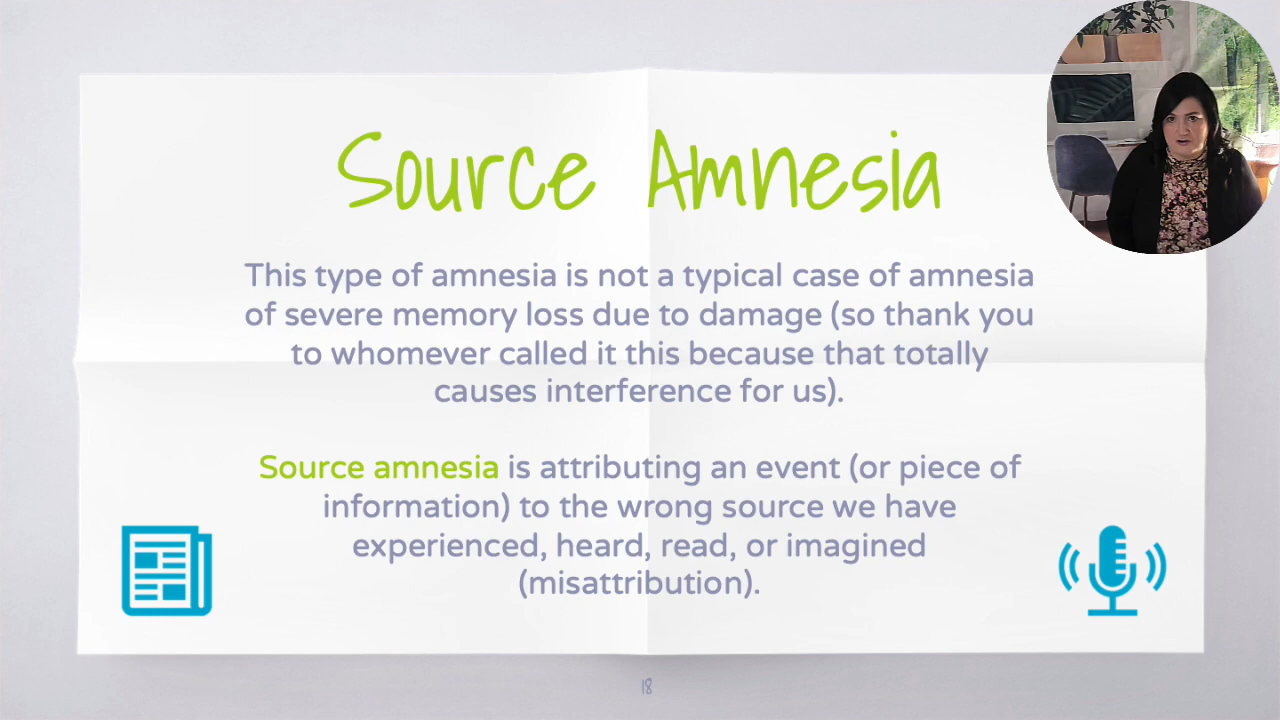 Source Amnesia
This type of amnesia is not a typical case of amnesia
of severe memory loss due to damage (so thank you
to whomever called it this because that totally
causes interference for us).
Source amnesia is attributing an event (or piece of
information) to the wrong source we have
experienced, heard, read, or imagined
(misattribution).
18